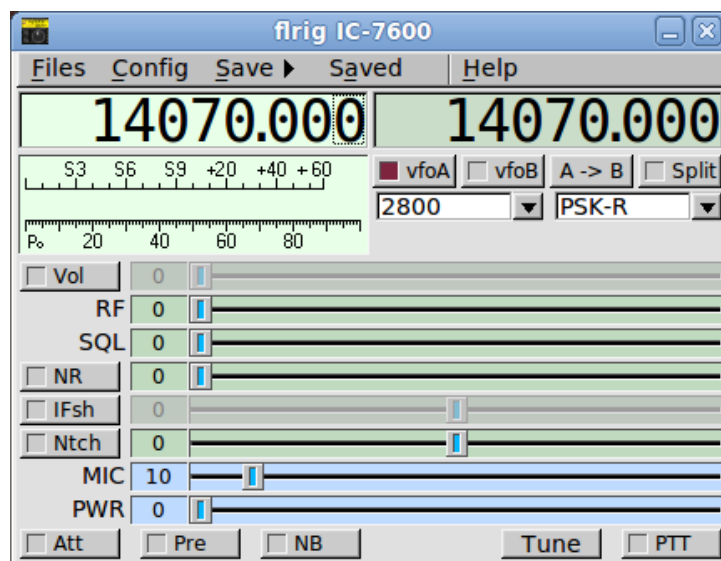 flrig IC-7600
Files Config Save Saved Help
14070.000 14070.000
S3 S6 S9 +20 +40 +60
vfoA vfoB A -> B Split
2800 PSK-R
Po 20 40 60 80
Vol 0
RF 0
SQL 0
NR 0
IFsh 0
Ntch 0
MIC 10
PWR 0
Att Pre NB Tune PTT